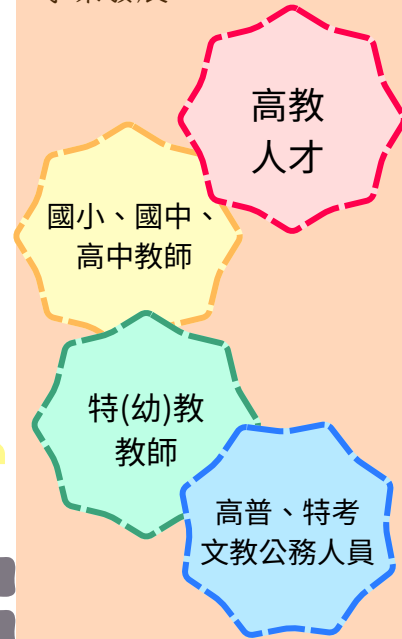 高教
人才
國小、國中、
高中教師
特(幼)教
教師
高普、特考
文教公務人員